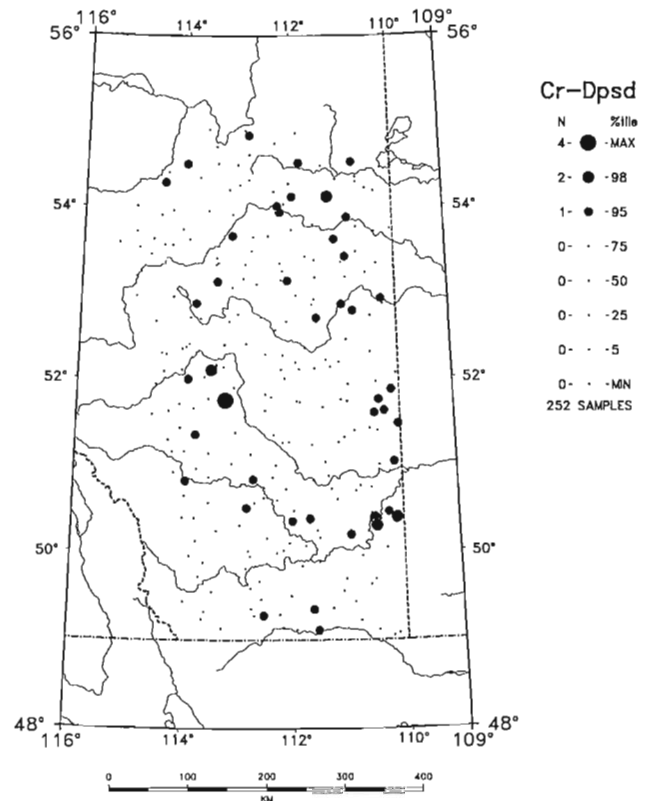 116° 114° 112° 110° 109°
56° 56°
54° 54°
52° 52°
50° 50°
48° 48°
116° 114° 112° 110° 109°
Cr-Dpsd
N %ile
4- -MAX
2- -98
1- -95
0- -75
0- -50
0- -25
0- -5
0- -MIN
252 SAMPLES
0 100 200 300 400
KM